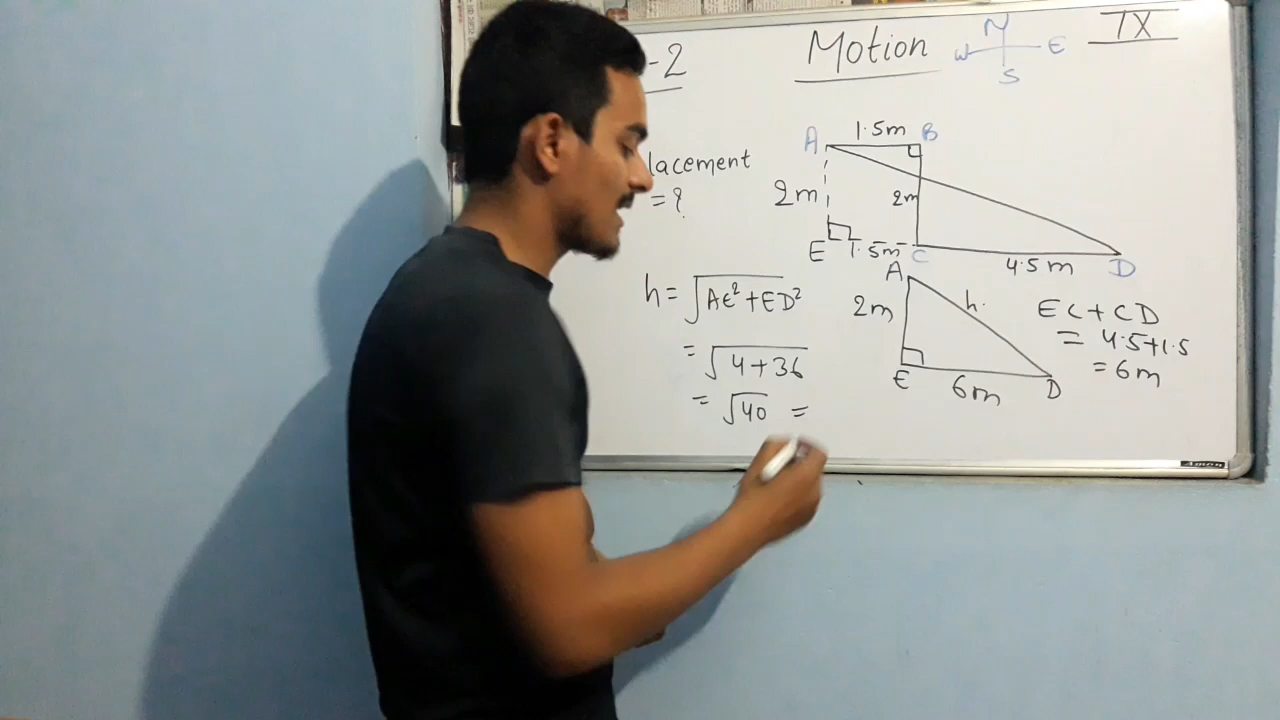 -2
Motion
IX
N
W E
S
lacement
= ?
A 1.5m B
2m 2m
E 1.5m C 4.5m D
h = √AE² + ED²
= √4+36
= √40 =
A
2m h.
E 6m D
EC + CD
= 4.5+1.5
= 6m